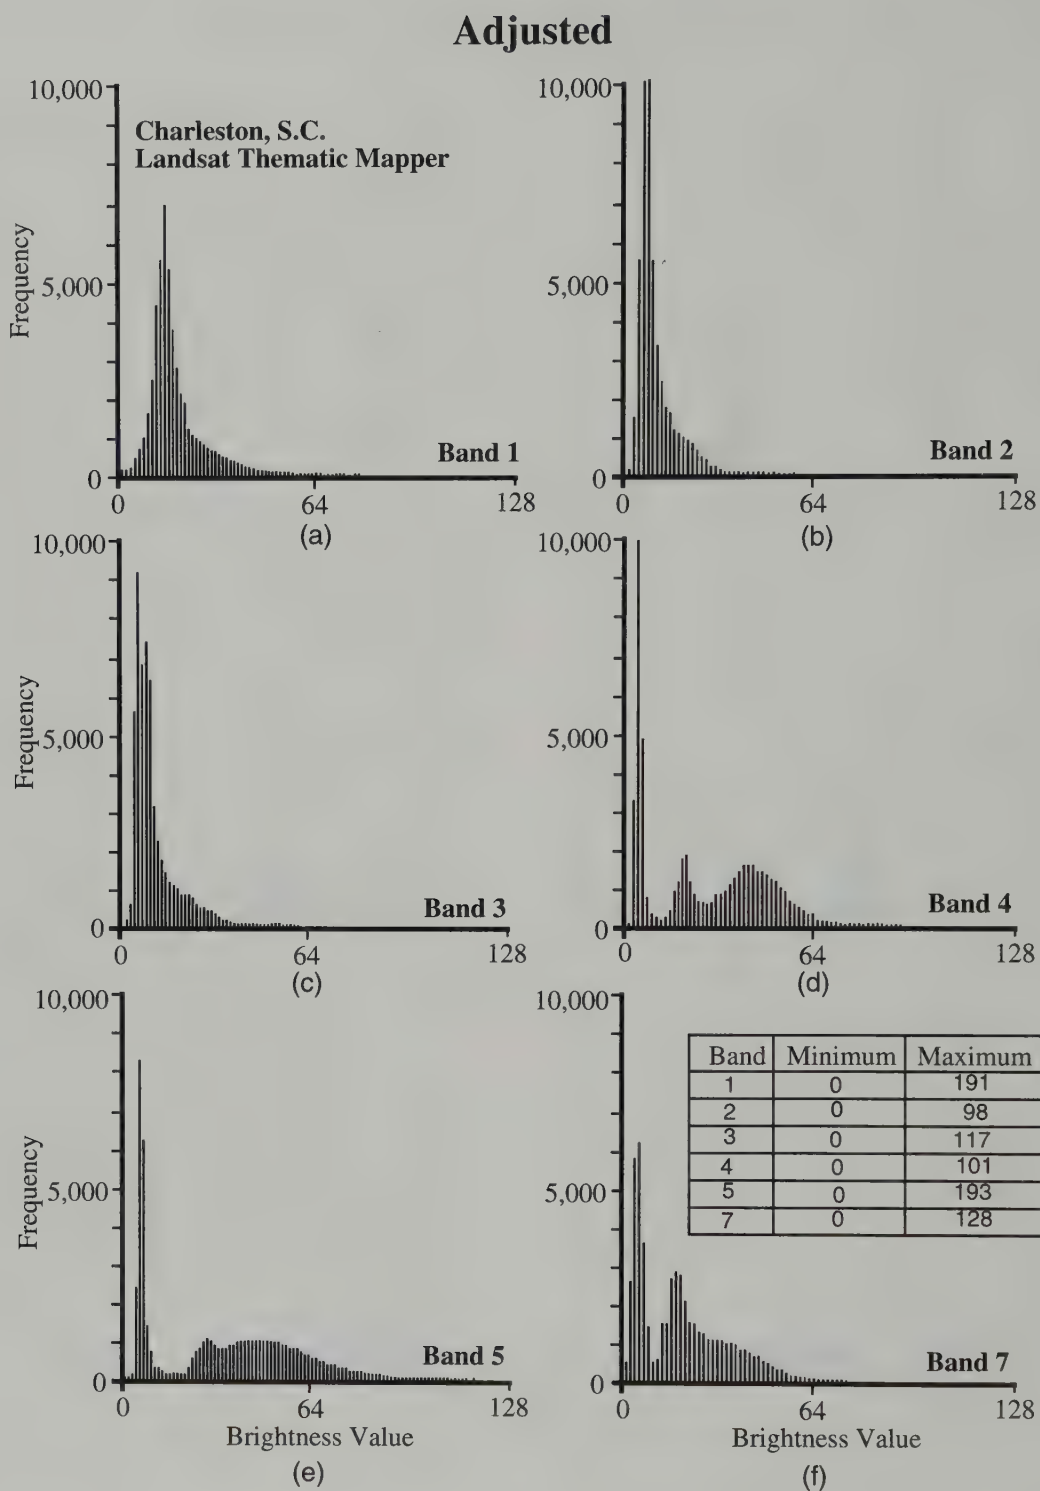 Adjusted
10,000
Charleston, S.C.
Landsat Thematic Mapper
Frequency
5,000
Band 1
0
0 64 128
(a)
10,000
5,000
Band 2
0
0 64 128
(b)
10,000
Frequency
5,000
Band 3
0
0 64 128
(c)
10,000
5,000
Band 4
0
0 64 128
(d)
10,000
Frequency
5,000
Band 5
0
0 64 128
Brightness Value
(e)
10,000
Band Minimum Maximum
1 0 191
2 0 98
3 0 117
4 0 101
5 0 193
7 0 128
5,000
Band 7
0
0 64 128
Brightness Value
(f)